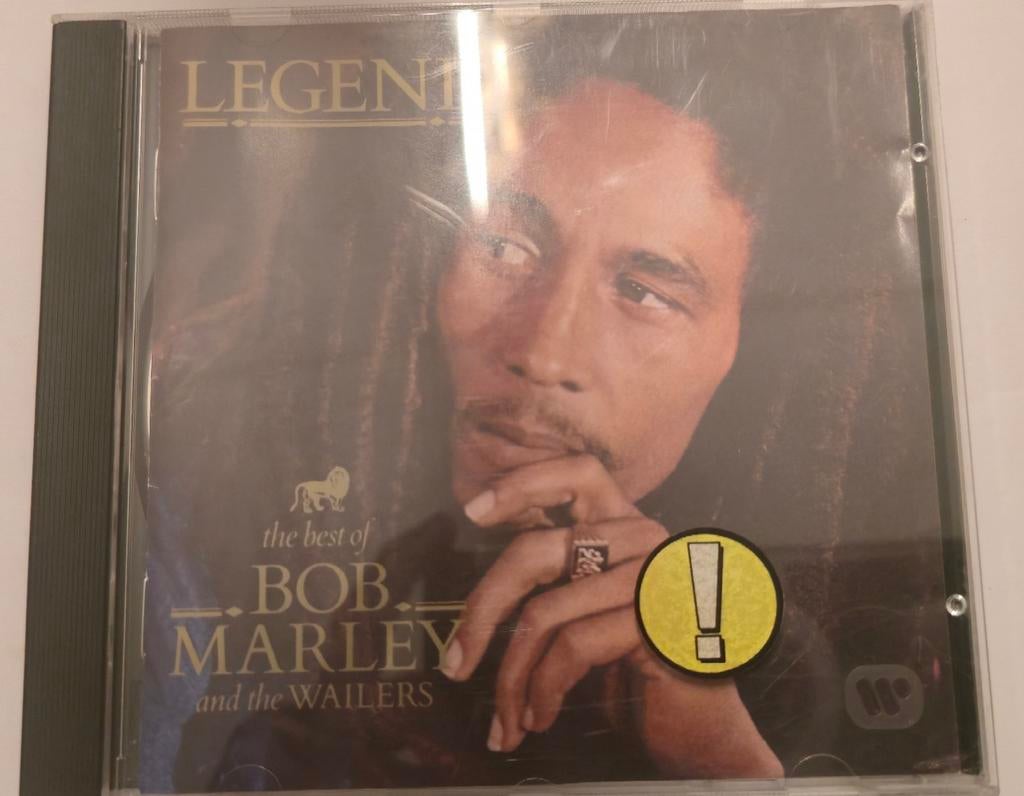 LEGEND
the best of
BOB
MARLEY
and the WAILERS
!